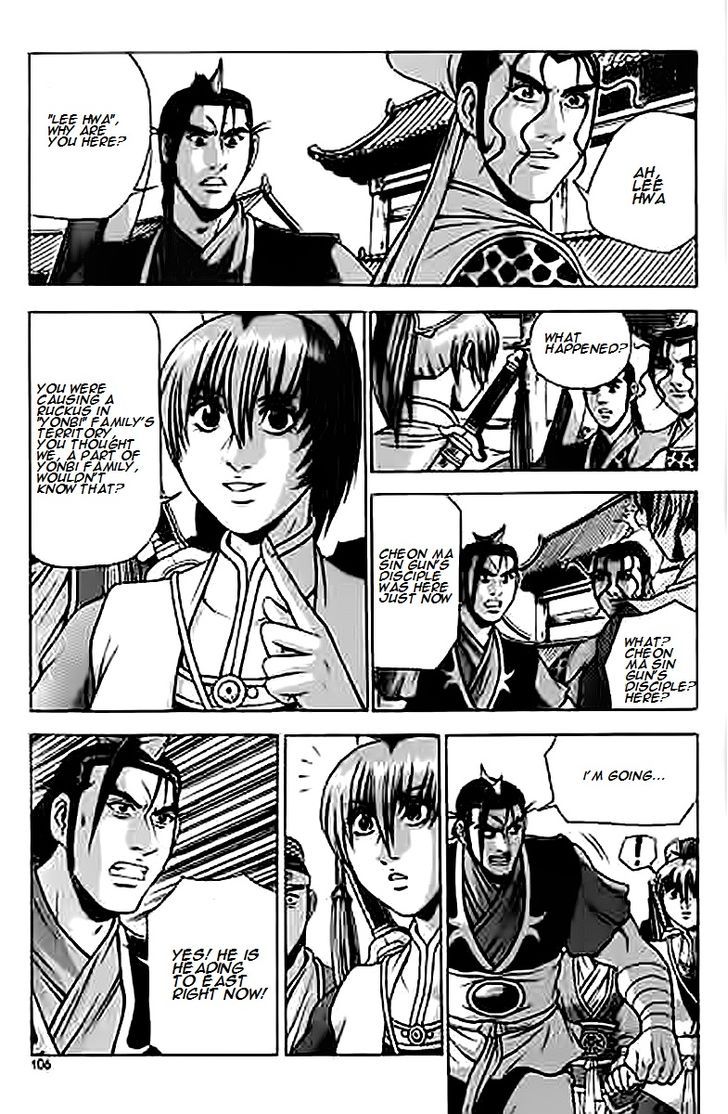 "LEE HWA",
WHY ARE
YOU HERE?
AH,
LEE
HWA
YOU WERE
CAUSING A
RUCKUS IN
"YONBI" FAMILY'S
TERRITORY,
YOU THOUGHT
WE, A PART OF
YONBI FAMILY,
WOULDN'T
KNOW THAT?
WHAT
HAPPENED?
CHEON MA
SIN GUN'S
DISCIPLE
WAS HERE
JUST NOW
WHAT?
CHEON
MA SIN
GUN'S
DISCIPLE?
HERE?
YES! HE IS
HEADING
TO EAST
RIGHT NOW!
I'M GOING...
!
106